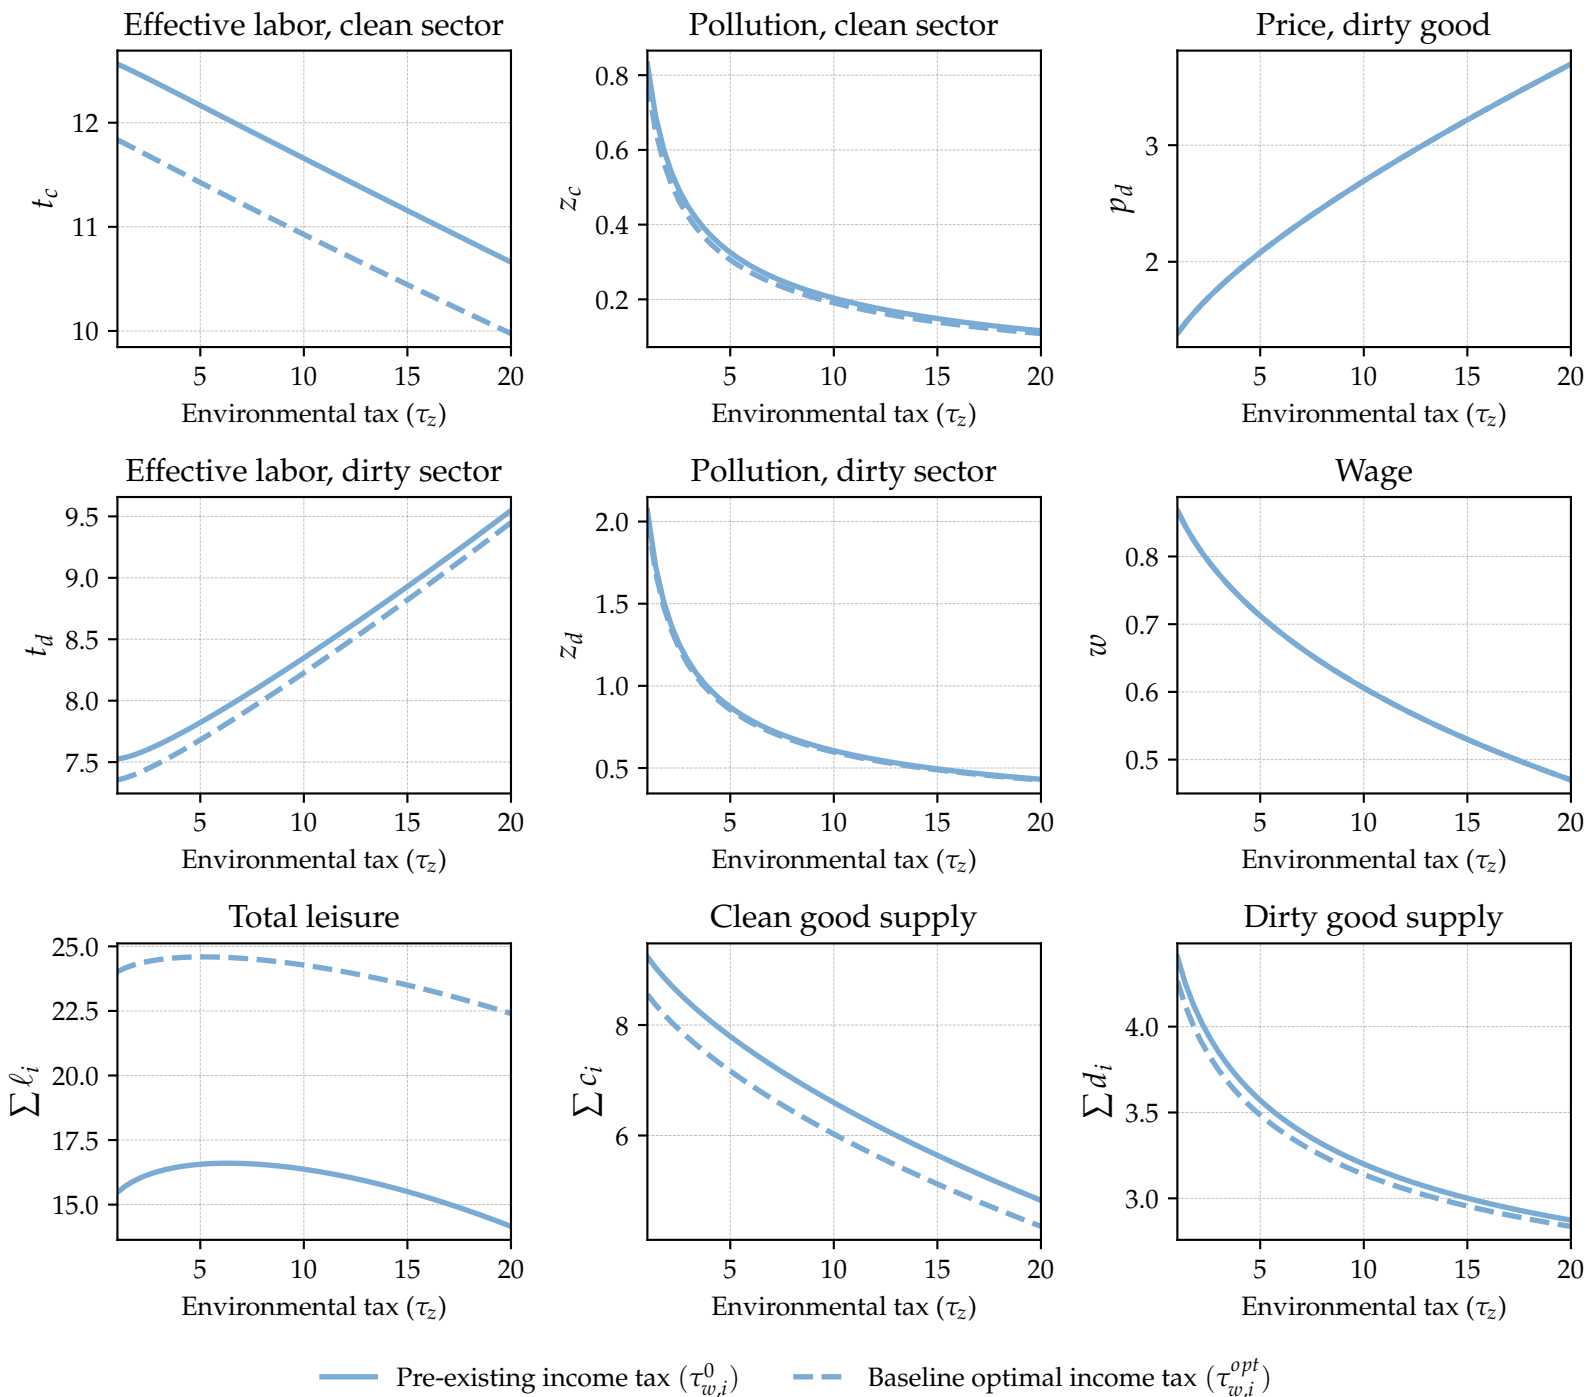 Effective labor, clean sector
t_c
12
11
10
5 10 15 20
Environmental tax (τ_z)
Pollution, clean sector
z_c
0.8
0.6
0.4
0.2
5 10 15 20
Environmental tax (τ_z)
Price, dirty good
p_d
3
2
5 10 15 20
Environmental tax (τ_z)
Effective labor, dirty sector
t_d
9.5
9.0
8.5
8.0
7.5
5 10 15 20
Environmental tax (τ_z)
Pollution, dirty sector
z_d
2.0
1.5
1.0
0.5
5 10 15 20
Environmental tax (τ_z)
Wage
w
0.8
0.7
0.6
0.5
5 10 15 20
Environmental tax (τ_z)
Total leisure
∑ ℓ_i
25.0
22.5
20.0
17.5
15.0
5 10 15 20
Environmental tax (τ_z)
Clean good supply
∑ c_i
8
6
5 10 15 20
Environmental tax (τ_z)
Dirty good supply
∑ d_i
4.0
3.5
3.0
5 10 15 20
Environmental tax (τ_z)
Pre-existing income tax (τ_{w,i}^0)
Baseline optimal income tax (τ_{w,i}^{opt})